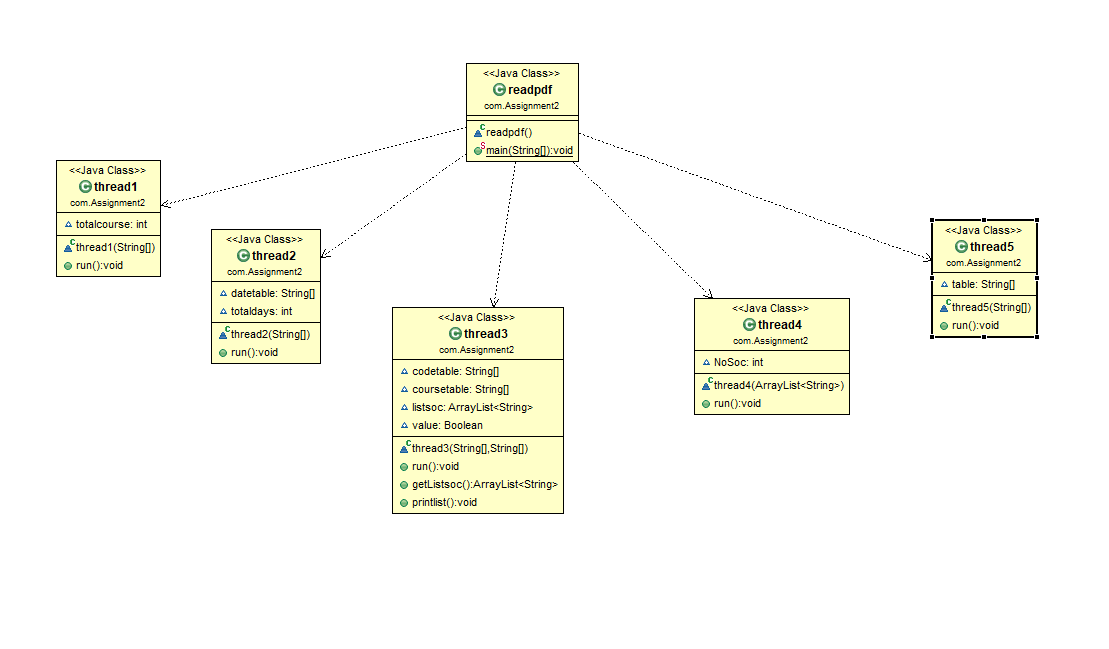 <<Java Class>>
readpdf
com.Assignment2
readpdf()
main(String[]):void
<<Java Class>>
thread1
com.Assignment2
totalcourse: int
thread1(String[])
run():void
<<Java Class>>
thread2
com.Assignment2
datetable: String[]
totaldays: int
thread2(String[])
run():void
<<Java Class>>
thread3
com.Assignment2
codetable: String[]
coursetable: String[]
listsoc: ArrayList<String>
value: Boolean
thread3(String[],String[])
run():void
getListsoc():ArrayList<String>
printlist():void
<<Java Class>>
thread4
com.Assignment2
NoSoc: int
thread4(ArrayList<String>)
run():void
<<Java Class>>
thread5
com.Assignment2
table: String[]
thread5(String[])
run():void